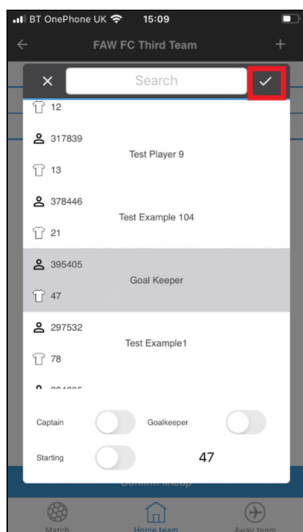 BT OnePhone UK 15:09
FAW FC Third Team
Search
12
317839
Test Player 9
13
378446
Test Example 104
21
395405
Goal Keeper
47
297532
Test Example1
78
Captain Goalkeeper
Starting 47
Confirm lineup
Match Home team Away team